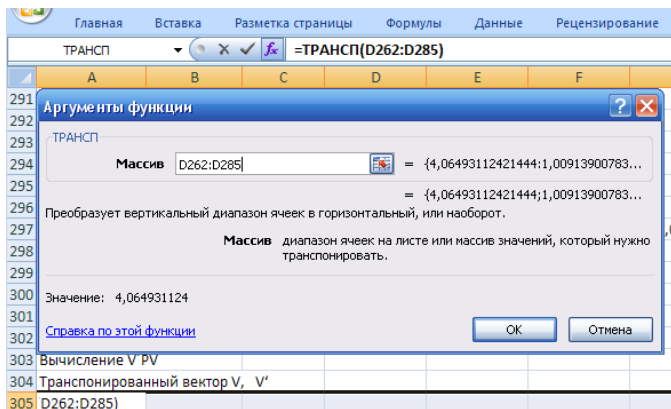 Главная Вставка Разметка страницы Формулы Данные Рецензирование
ТРАНСП =ТРАНСП(D262:D285)
A B C D E F
291
Аргументы функции
292
293 ТРАНСП
294 Массив D262:D285 = {4,06493112421444:1,00913900783...
295 = {4,06493112421444;1,00913900783...
296 Преобразует вертикальный диапазон ячеек в горизонтальный, или наоборот.
297 Массив диапазон ячеек на листе или массив значений, который нужно
298 транспонировать.
299
300 Значение: 4,064931124
301
302 Справка по этой функции OK Отмена
303 Вычисление V`PV
304 Транспонированный вектор V, V'
305 D262:D285)